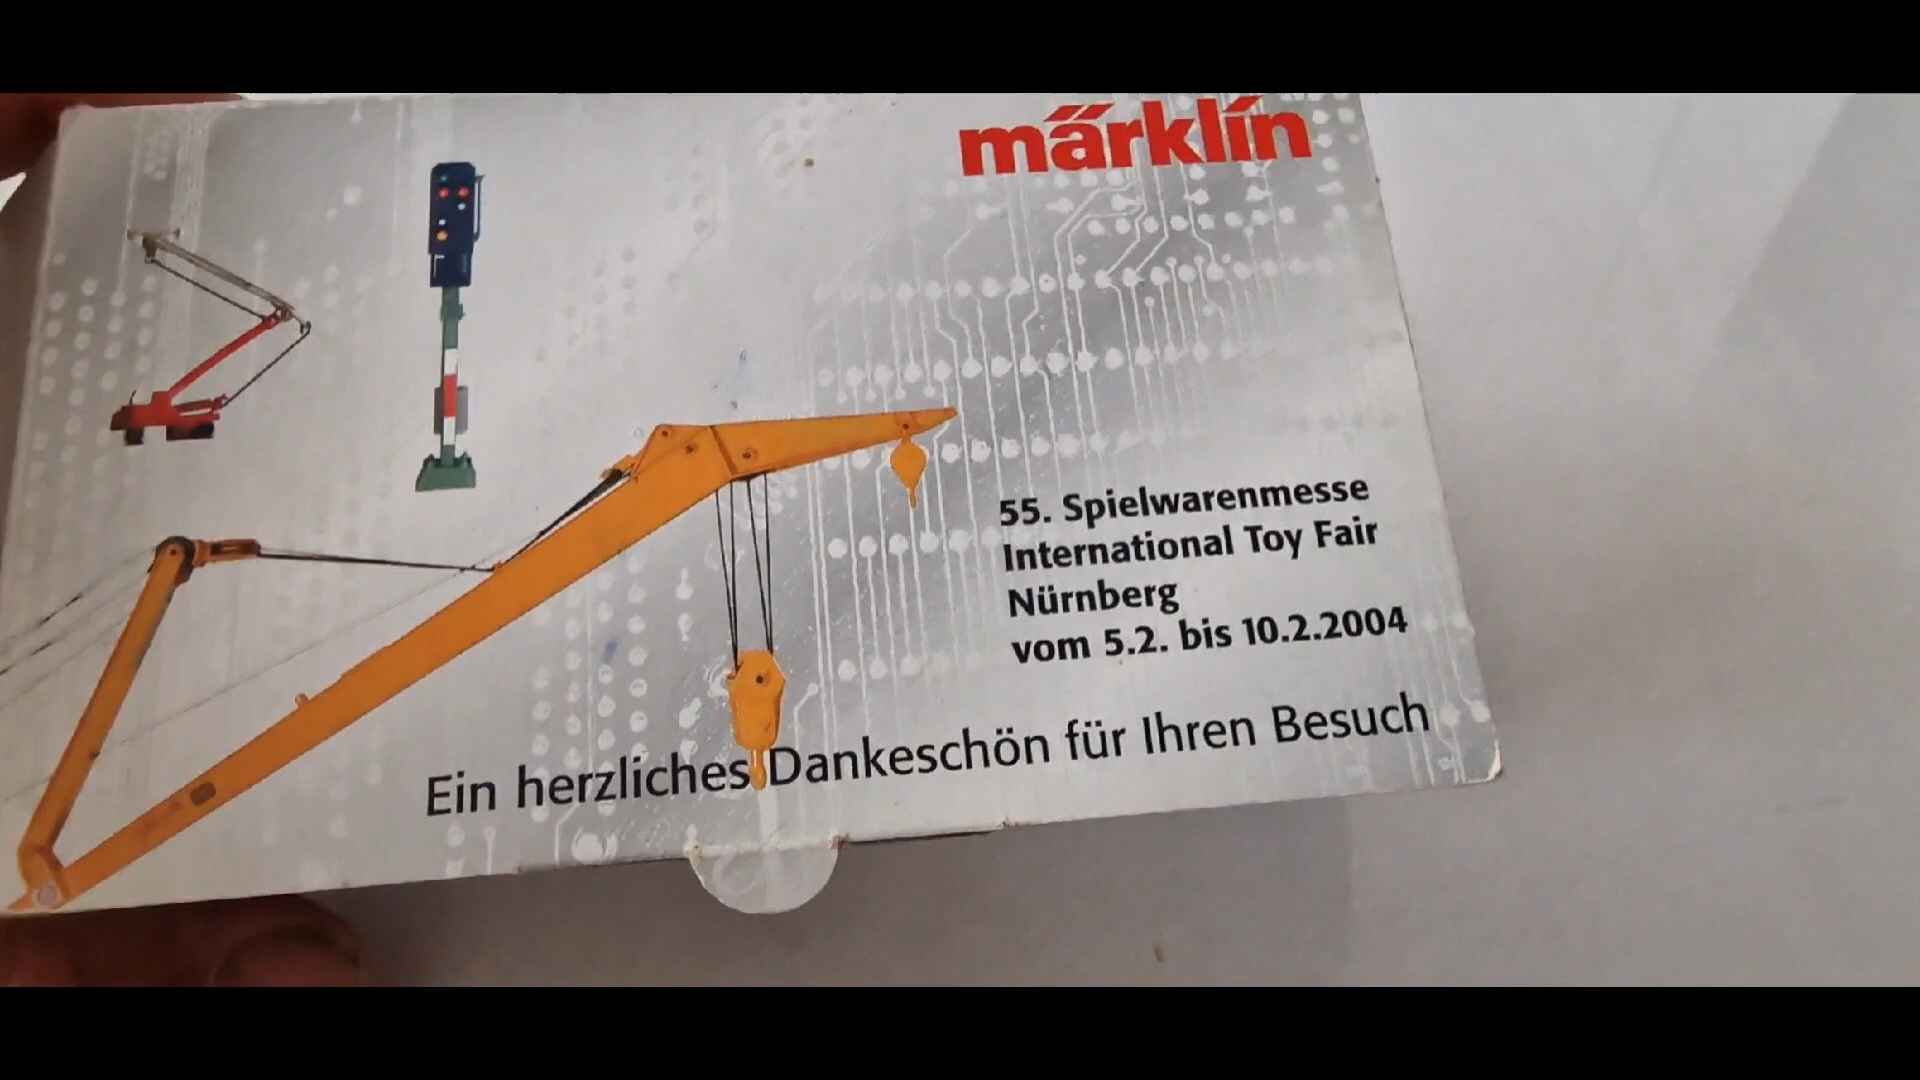 märklin
55. Spielwarenmesse
International Toy Fair
Nürnberg
vom 5.2. bis 10.2.2004
Ein herzliches Dankeschön für Ihren Besuch